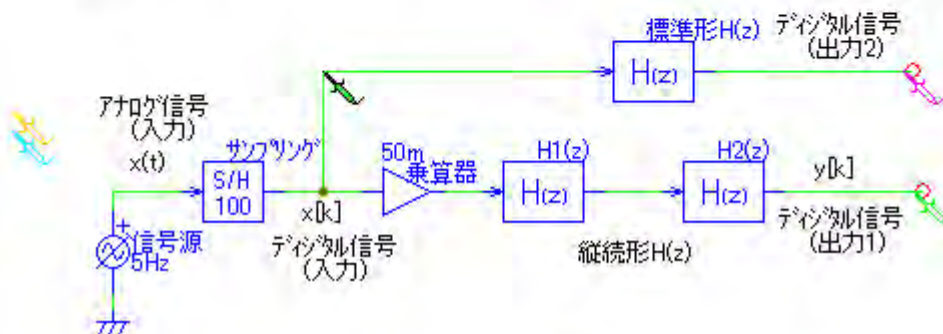 標準形H(z)
ディジタル信号
(出力2)
H(z)
アナログ信号
(入力)
x(t)
サンプリング
S/H
100
50m
乗算器
H1(z)
H(z)
H2(z)
H(z)
y[k]
x[k]
ディジタル信号
(入力)
ディジタル信号
(出力1)
縦続形H(z)
+
信号源
5Hz